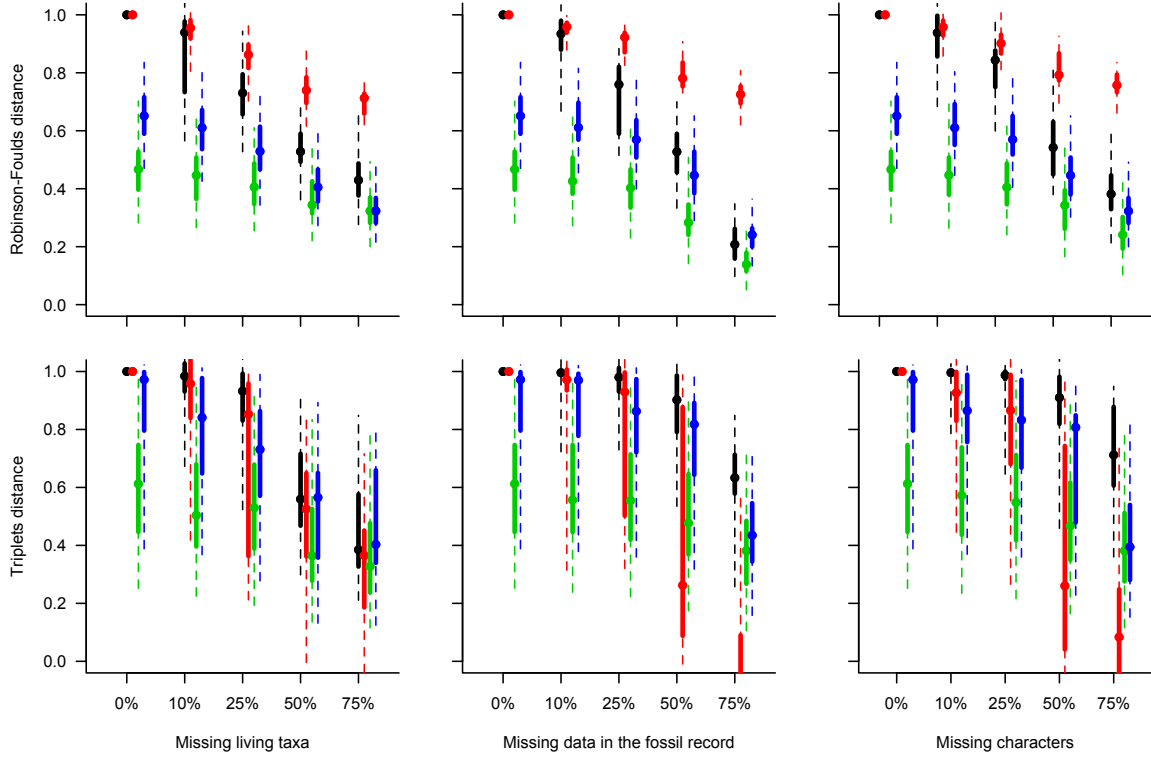 Robinson-Foulds distance
1.0
0.8
0.6
0.4
0.2
0.0
Triplets distance
1.0
0.8
0.6
0.4
0.2
0.0
0% 10% 25% 50% 75%
0% 10% 25% 50% 75%
0% 10% 25% 50% 75%
Missing living taxa
Missing data in the fossil record
Missing characters